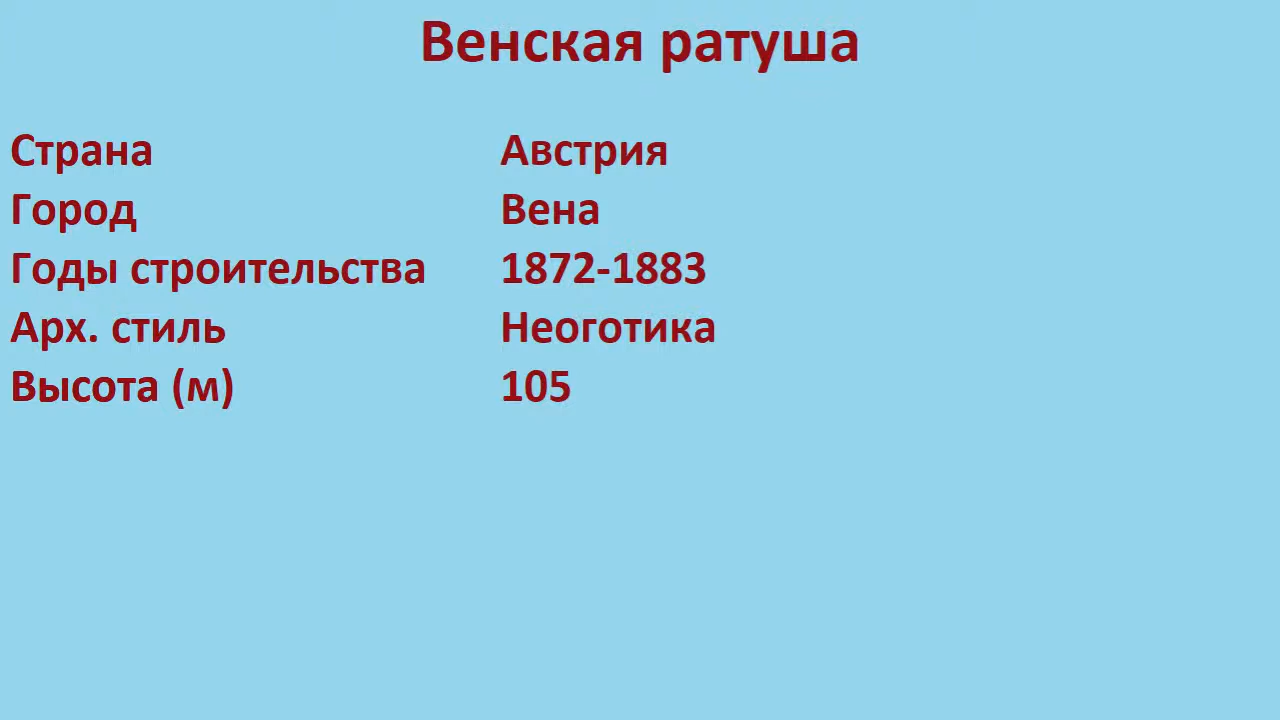 Венская ратуша
Страна Австрия
Город Вена
Годы строительства 1872-1883
Арх. стиль Неоготика
Высота (м) 105